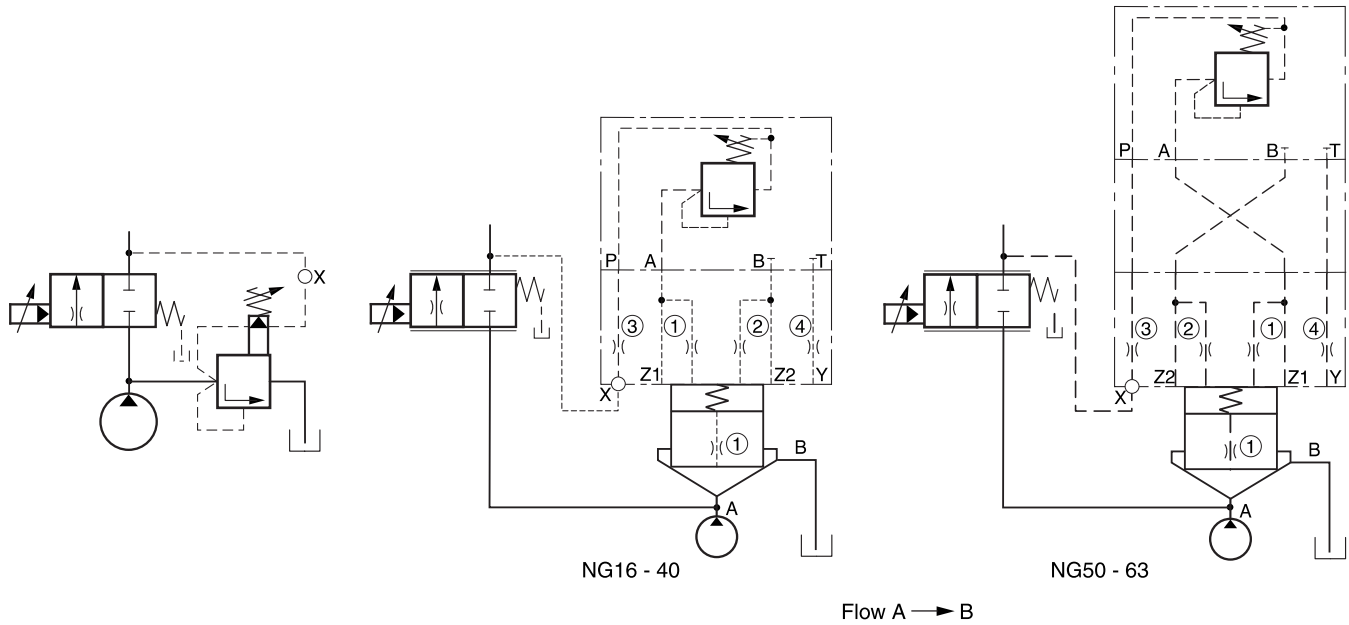 X
P A B T
③ ① ② ④
Z1 Z2 Y
X
①
B
A
NG16 - 40
P A B T
③ ② ① ④
Z2 Z1 Y
X
①
B
A
NG50 - 63
Flow A → B